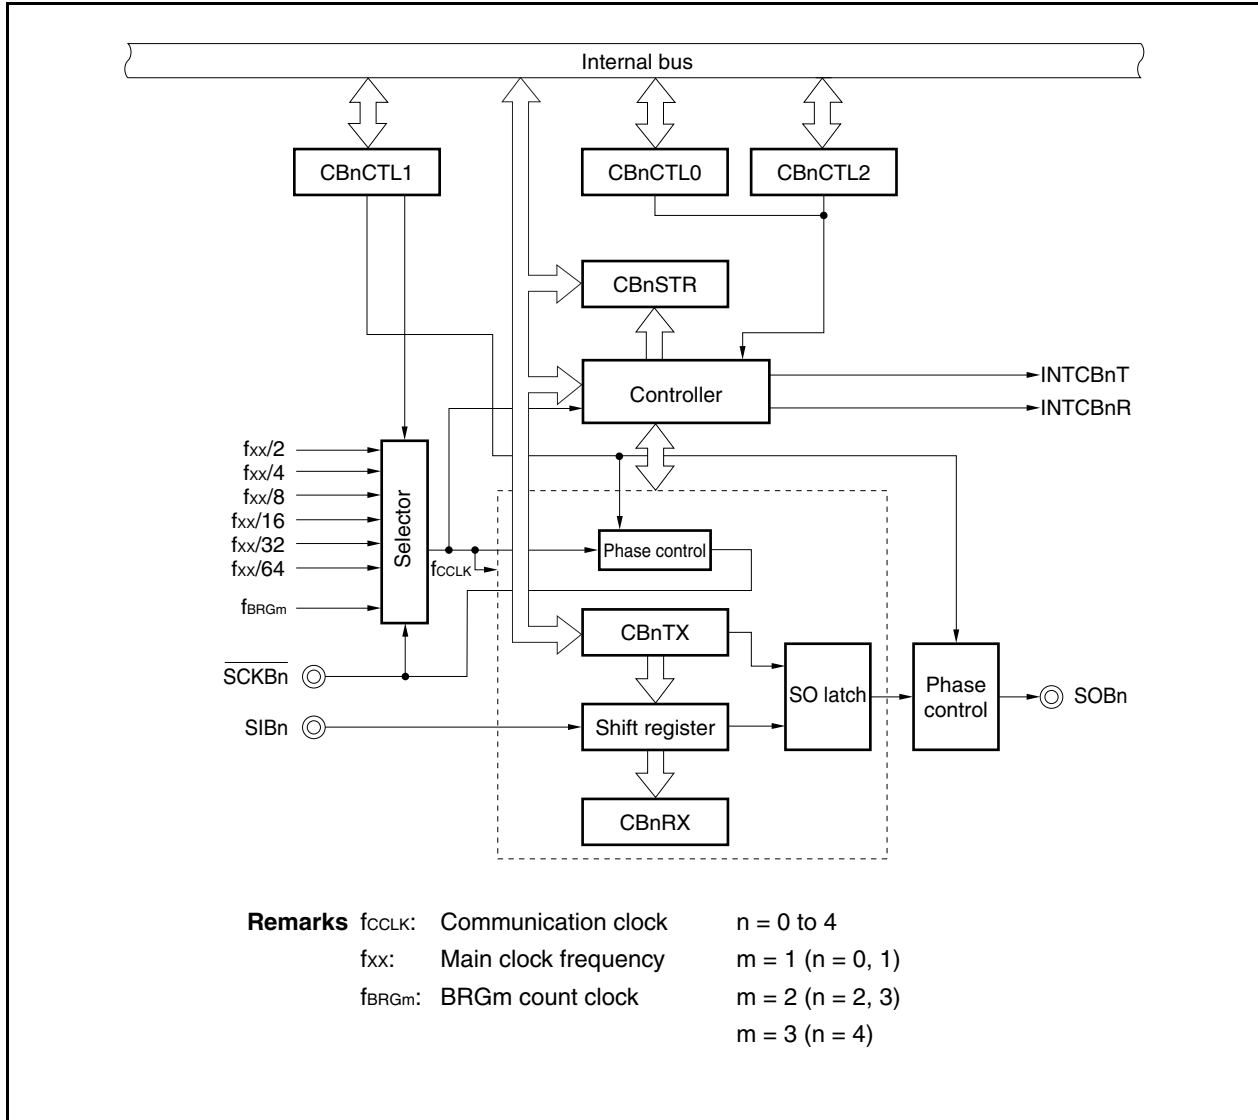 Internal bus
CBnCTL1
CBnCTL0
CBnCTL2
CBnSTR
Controller
INTCBnT
INTCBnR
fXX/2
fXX/4
fXX/8
fXX/16
fXX/32
fXX/64
fBRGm
Selector
fCCLK
Phase control
CBnTX
SO latch
Phase
control
SCKBn
SOBn
SIBn
Shift register
CBnRX
Remarks fCCLK: Communication clock n = 0 to 4
fXX: Main clock frequency m = 1 (n = 0, 1)
fBRGm: BRGm count clock m = 2 (n = 2, 3)
m = 3 (n = 4)